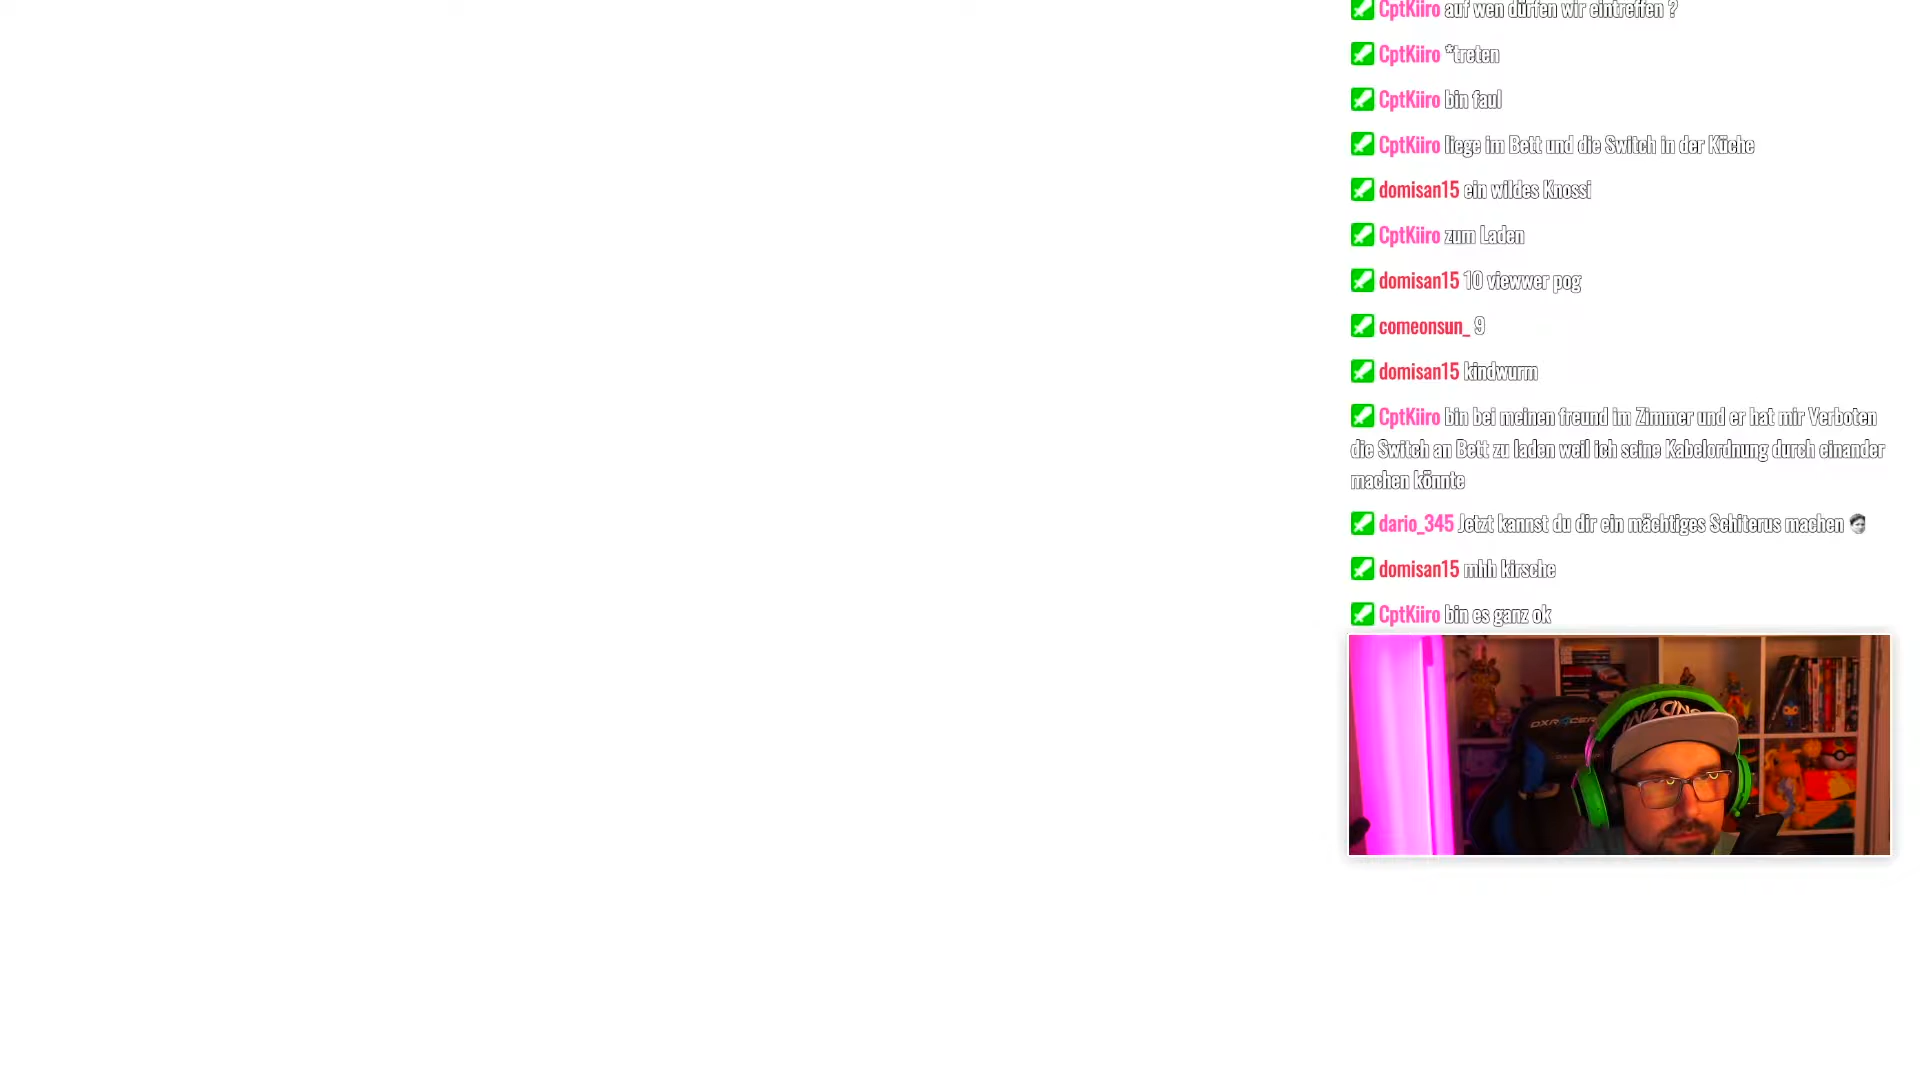 CptKiiro auf wen dürfen wir eintreffen ?
CptKiiro *treten
CptKiiro bin faul
CptKiiro liege im Bett und die Switch in der Küche
domisan15 ein wildes Knossi
CptKiiro zum Laden
domisan15 10 viewwer pog
comeonsun_ 9
domisan15 kindwurm
CptKiiro bin bei meinen freund im Zimmer und er hat mir Verboten
die Switch an Bett zu laden weil ich seine Kabelordnung durch einander
machen könnte
dario_345 Jetzt kannst du dir ein mächtiges Schiterus machen
domisan15 mhh kirsche
CptKiiro bin es ganz ok
DXRACER